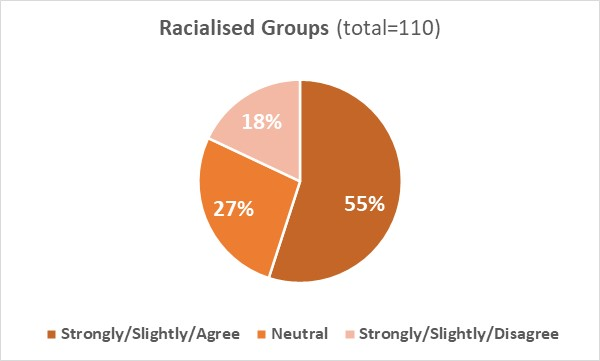 Racialised Groups (total=110)
18%
27%
55%
Strongly/Slightly/Agree Neutral Strongly/Slightly/Disagree